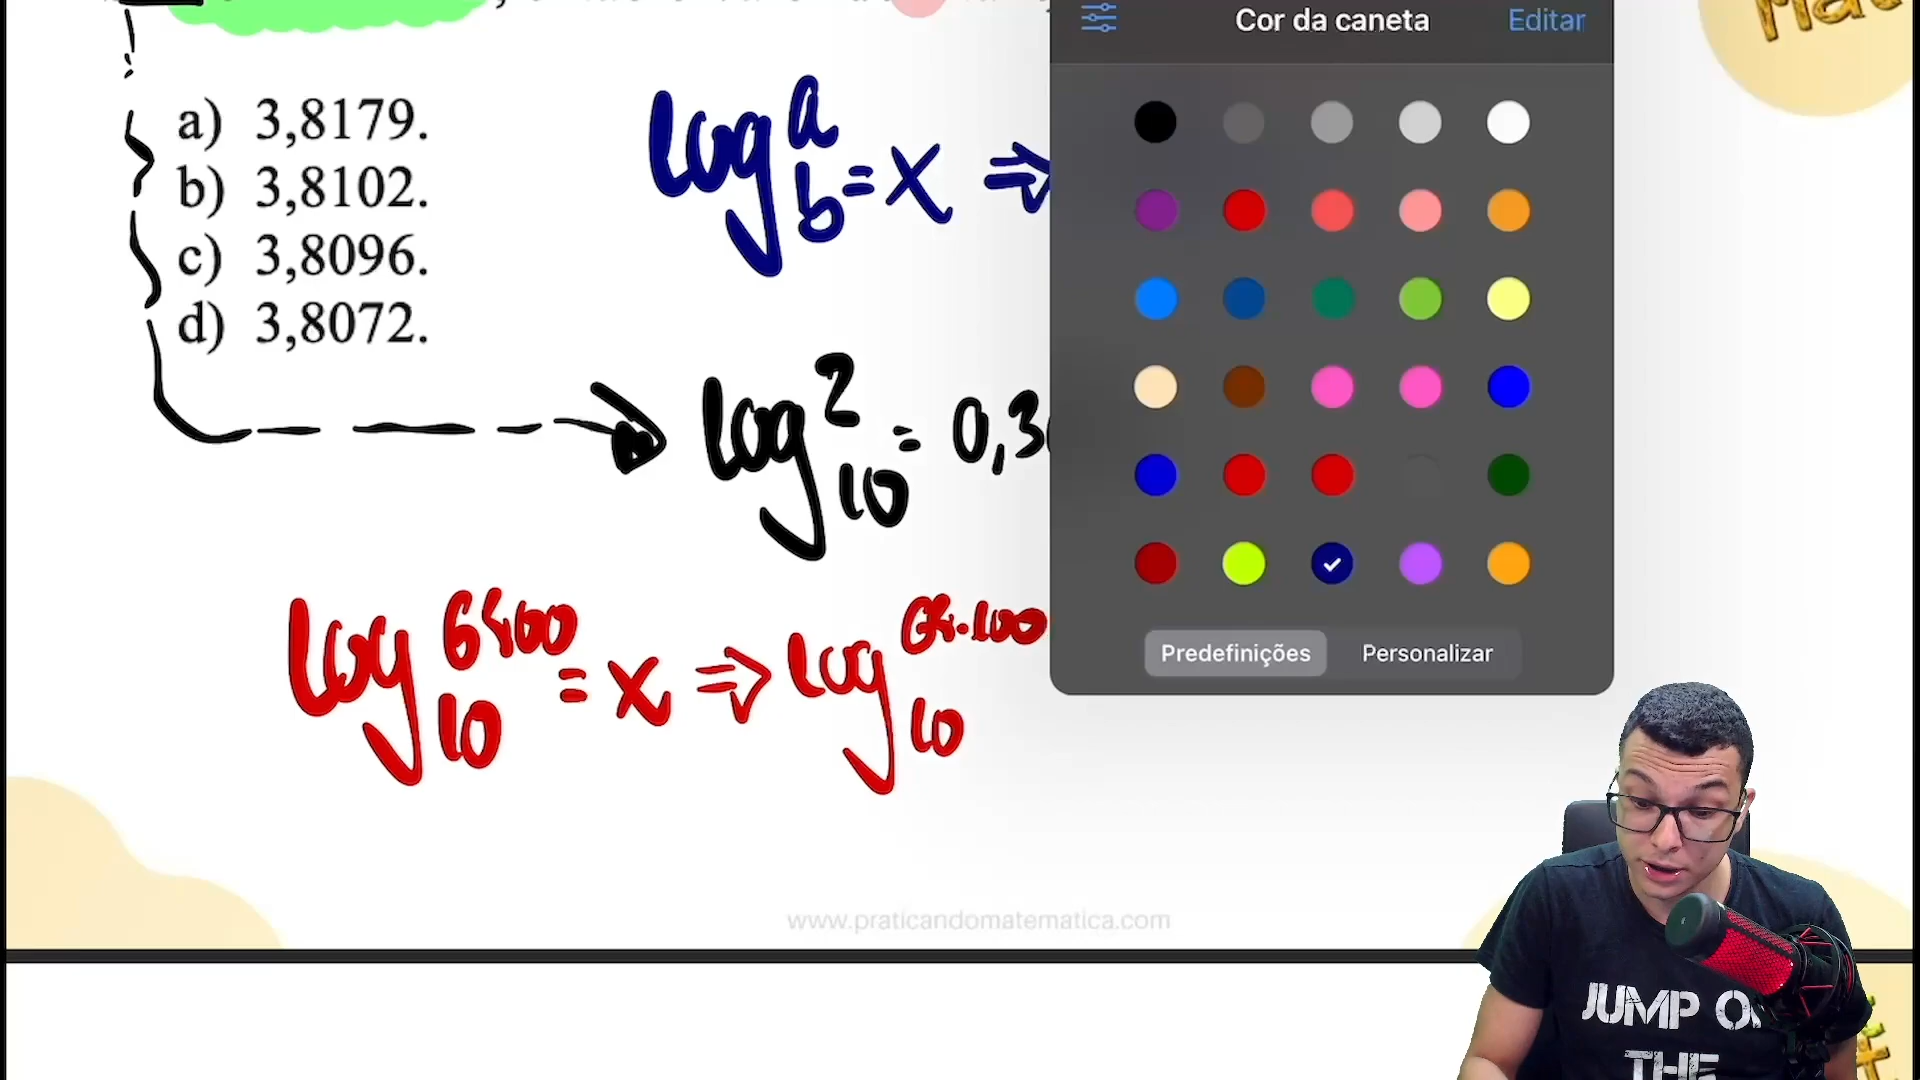 Cor da caneta
Editar
a) 3,8179.
b) 3,8102.
c) 3,8096.
d) 3,8072.
log a b = x ⇒
log 2 10 = 0,3
log 6400 10 = x ⇒ log 64.100 10
Predefinições
Personalizar
www.praticandomatematica.com
JUMP
THE